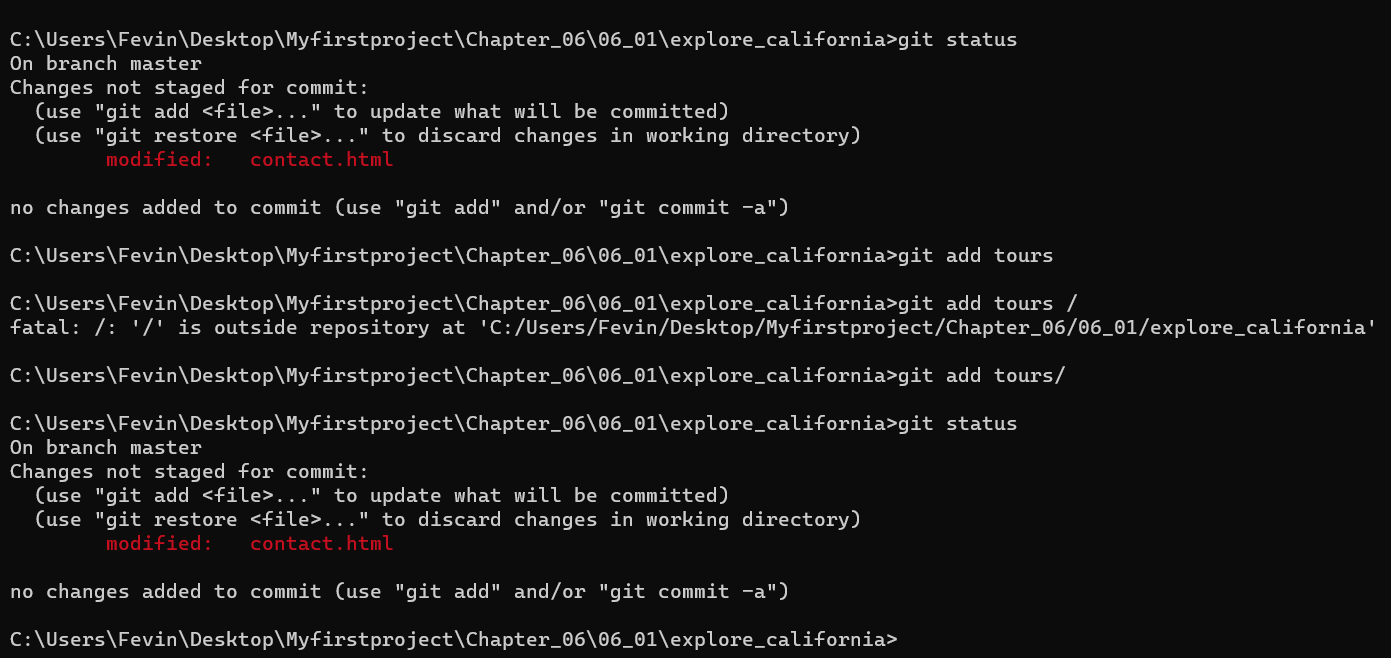 C:\Users\Fevin\Desktop\Myfirstproject\Chapter_06\06_01\explore_california>git status
On branch master
Changes not staged for commit:
  (use "git add <file>..." to update what will be committed)
  (use "git restore <file>..." to discard changes in working directory)
        modified:   contact.html

no changes added to commit (use "git add" and/or "git commit -a")

C:\Users\Fevin\Desktop\Myfirstproject\Chapter_06\06_01\explore_california>git add tours

C:\Users\Fevin\Desktop\Myfirstproject\Chapter_06\06_01\explore_california>git add tours /
fatal: /: '/' is outside repository at 'C:/Users/Fevin/Desktop/Myfirstproject/Chapter_06/06_01/explore_california'

C:\Users\Fevin\Desktop\Myfirstproject\Chapter_06\06_01\explore_california>git add tours/

C:\Users\Fevin\Desktop\Myfirstproject\Chapter_06\06_01\explore_california>git status
On branch master
Changes not staged for commit:
  (use "git add <file>..." to update what will be committed)
  (use "git restore <file>..." to discard changes in working directory)
        modified:   contact.html

no changes added to commit (use "git add" and/or "git commit -a")

C:\Users\Fevin\Desktop\Myfirstproject\Chapter_06\06_01\explore_california>